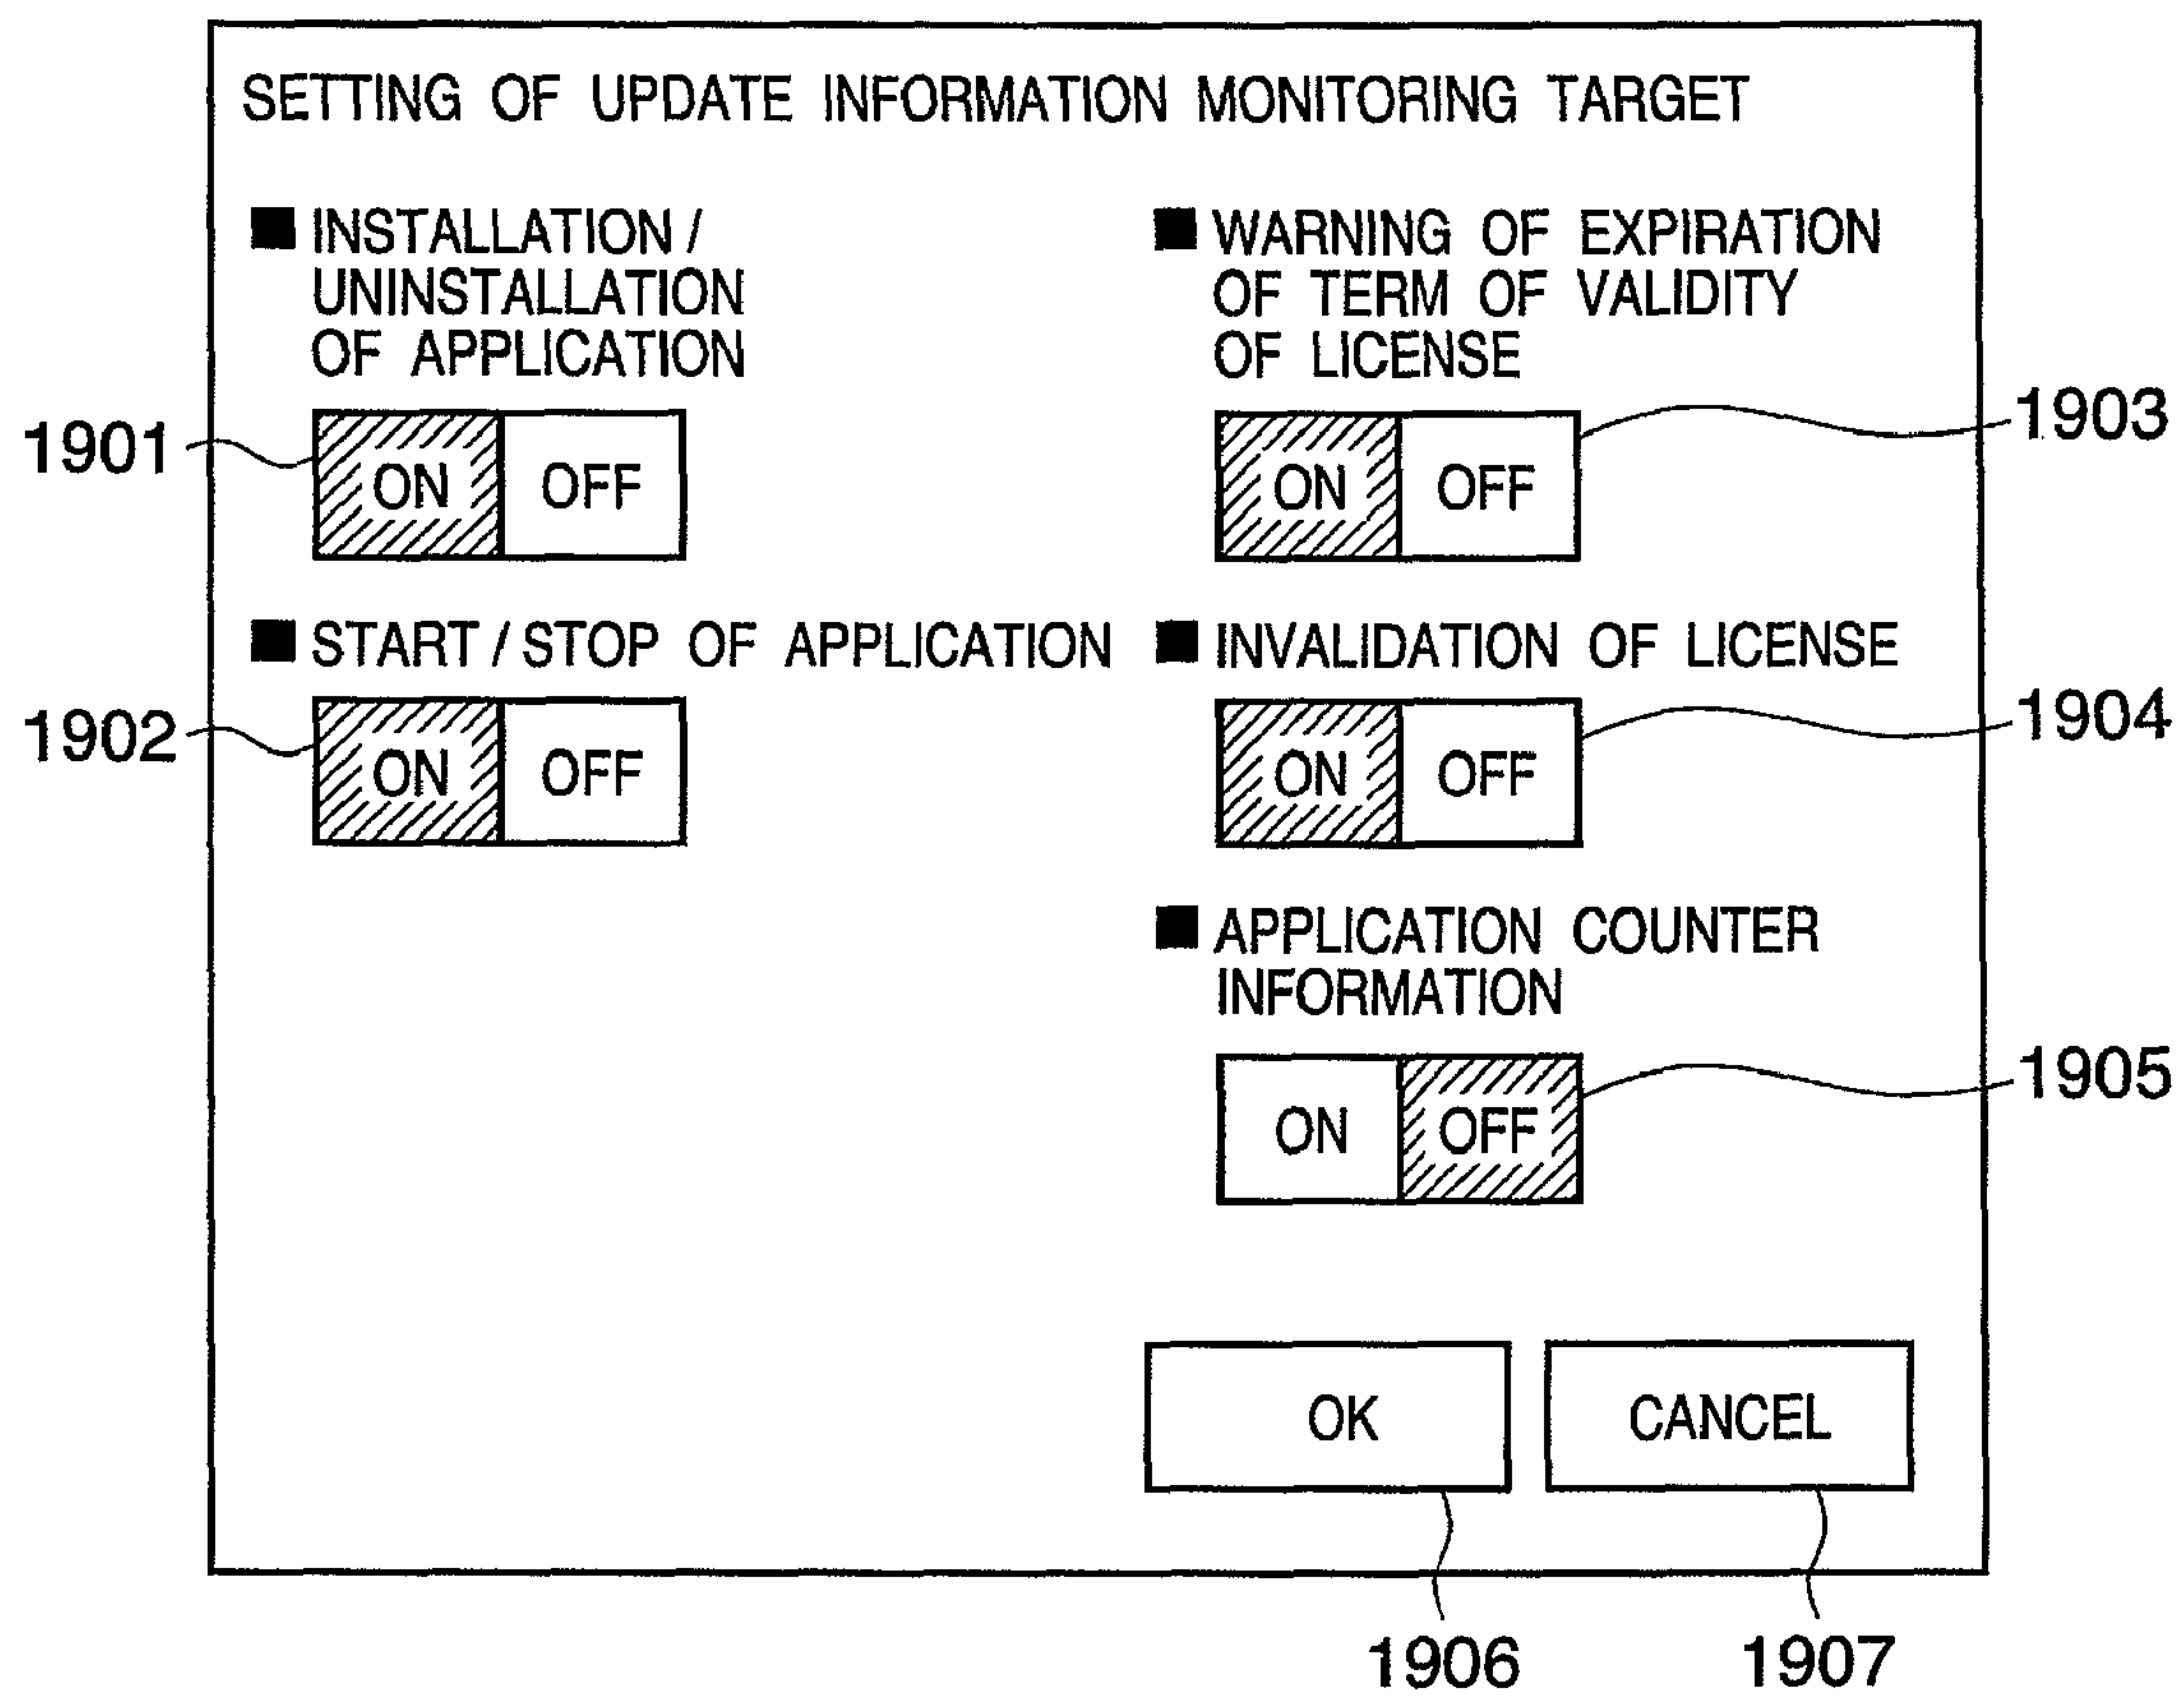 SETTING OF UPDATE INFORMATION MONITORING TARGET
■ INSTALLATION /
UNINSTALLATION
OF APPLICATION
1901
ON OFF
■ START / STOP OF APPLICATION
1902
ON OFF
■ WARNING OF EXPIRATION
OF TERM OF VALIDITY
OF LICENSE
1903
ON OFF
■ INVALIDATION OF LICENSE
1904
ON OFF
■ APPLICATION COUNTER
INFORMATION
1905
ON OFF
OK CANCEL
1906 1907